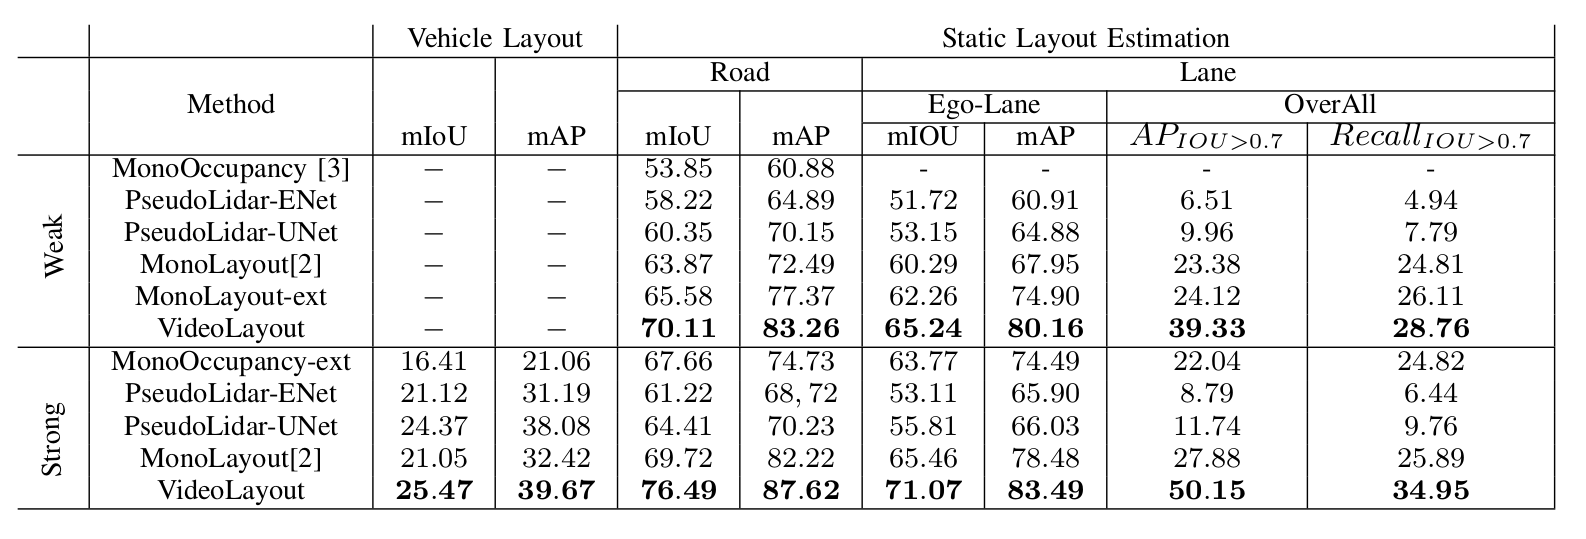 Vehicle Layout Static Layout Estimation
Road Lane
Method Ego-Lane OverAll
mIoU mAP mIoU mAP mIOU mAP AP_{IOU>0.7} Recall_{IOU>0.7}
Weak
MonoOccupancy [3] − − 53.85 60.88 - - - -
PseudoLidar-ENet − − 58.22 64.89 51.72 60.91 6.51 4.94
PseudoLidar-UNet − − 60.35 70.15 53.15 64.88 9.96 7.79
MonoLayout[2] − − 63.87 72.49 60.29 67.95 23.38 24.81
MonoLayout-ext − − 65.58 77.37 62.26 74.90 24.12 26.11
VideoLayout − − 70.11 83.26 65.24 80.16 39.33 28.76
Strong
MonoOccupancy-ext 16.41 21.06 67.66 74.73 63.77 74.49 22.04 24.82
PseudoLidar-ENet 21.12 31.19 61.22 68, 72 53.11 65.90 8.79 6.44
PseudoLidar-UNet 24.37 38.08 64.41 70.23 55.81 66.03 11.74 9.76
MonoLayout[2] 21.05 32.42 69.72 82.22 65.46 78.48 27.88 25.89
VideoLayout 25.47 39.67 76.49 87.62 71.07 83.49 50.15 34.95